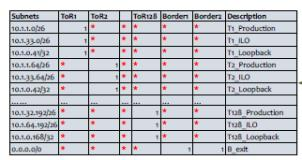 Subnets ToR1 ToR2 ToR128 Border1 Border2 Description
10.1.1.0/26 1 * * * * * T1_Production
10.1.33.0/26 1 * * * * * T1_ILO
10.1.0.41/32 1 * * * * * T1_Loopback
10.1.1.64/26 * 1 * * * * T2_Production
10.1.33.64/26 * 1 * * * * T2_ILO
10.1.0.42/32 * 1 * * * * T2_Loopback
...... ... ... ... ... ...
10.1.32.192/26 * * * 1 * * T128_Production
10.1.64.192/26 * * * 1 * * T128_ILO
10.1.0.168/32 * * * 1 * * T128_Loopback
0.0.0.0/0 * * * * 1 1 B_exit